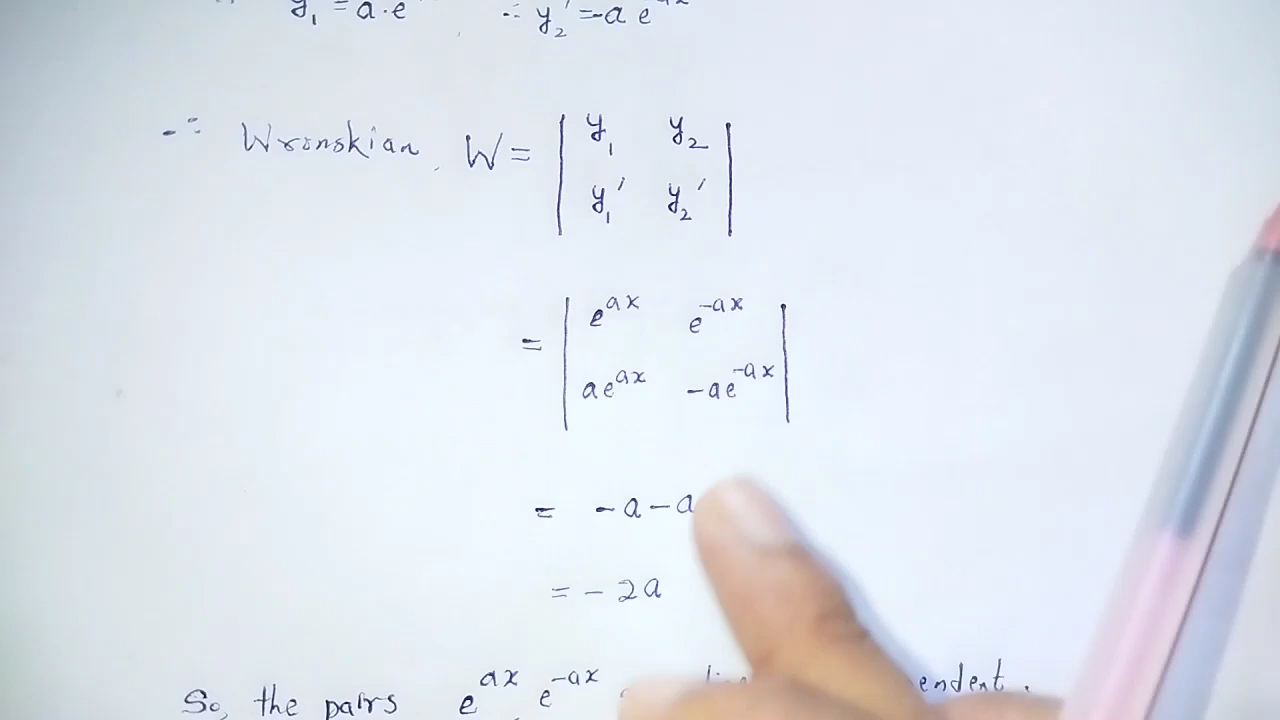 y₁' = a·e ∴ y₂' = -a e
∴ Wronskian, W = | y₁ y₂ |
| y₁' y₂' |
= | e^{ax} e^{-ax} |
| ae^{ax} -ae^{-ax} |
= -a-a
= -2a
So, the pairs e^{ax}, e^{-ax}